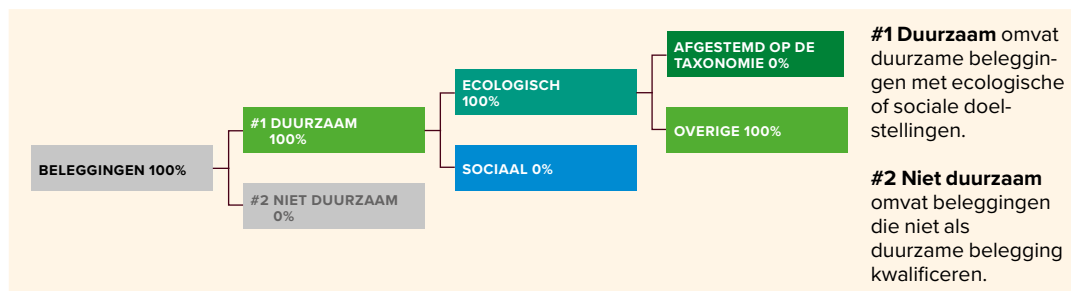 BELEGGINGEN 100%
#1 DUURZAAM
100%
#2 NIET DUURZAAM
0%
ECOLOGISCH
100%
SOCIAAL 0%
AFGESTEMD OP DE
TAXONOMIE 0%
OVERIGE 100%
#1 Duurzaam omvat
duurzame beleggin-
gen met ecologische
of sociale doel-
stellingen.
#2 Niet duurzaam
omvat beleggingen
die niet als
duurzame belegging
kwalificeren.